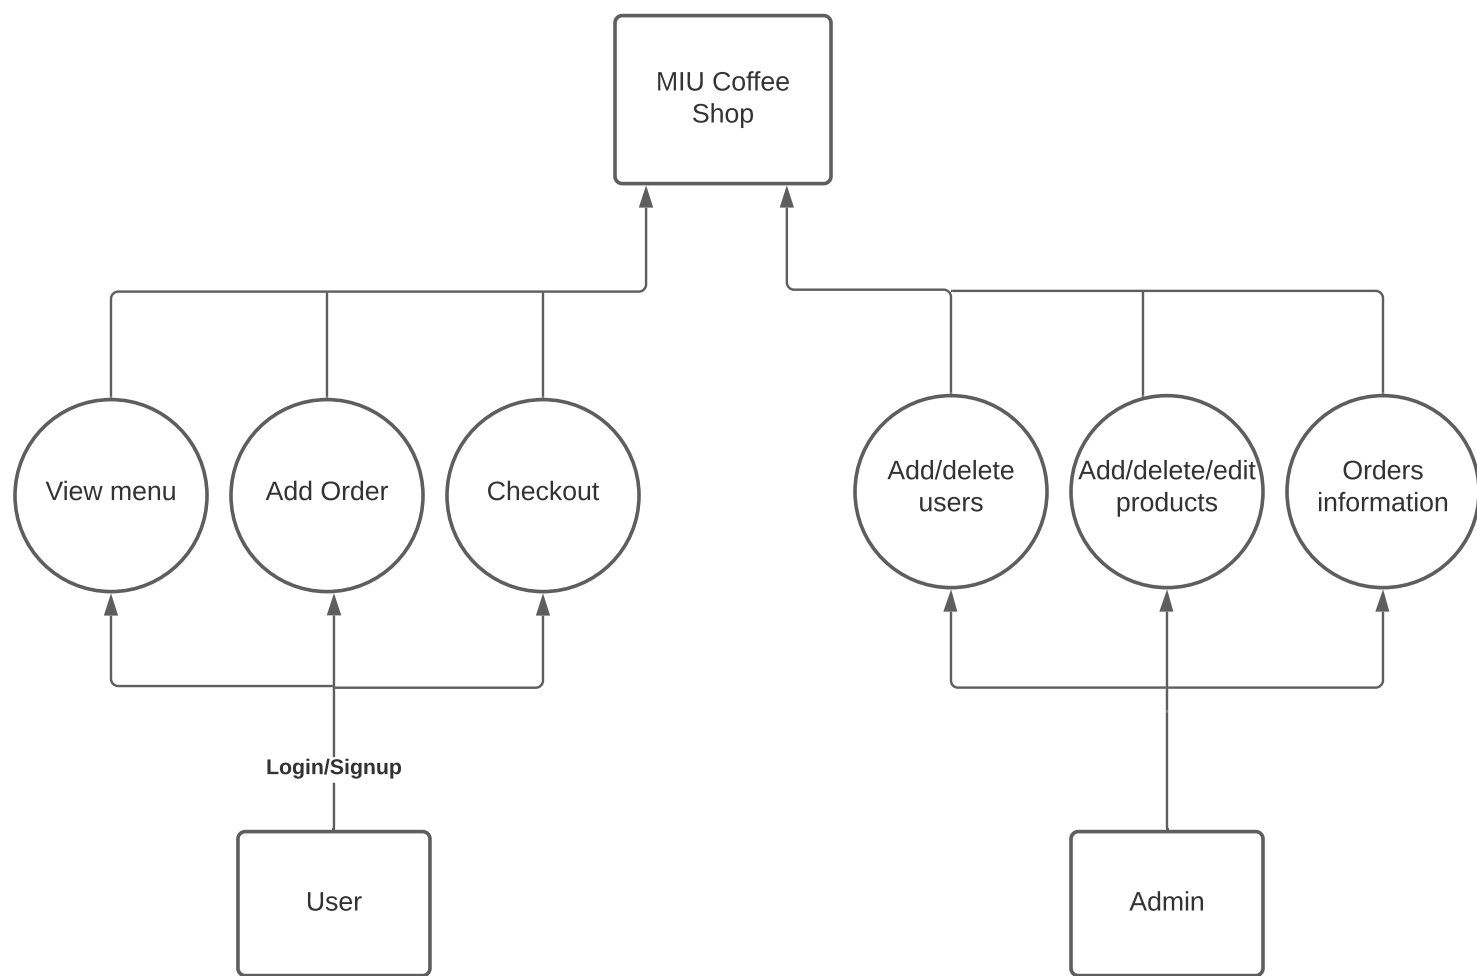 MIU Coffee
Shop
View menu
Add Order
Checkout
Add/delete
users
Add/delete/edit
products
Orders
information
Login/Signup
User
Admin